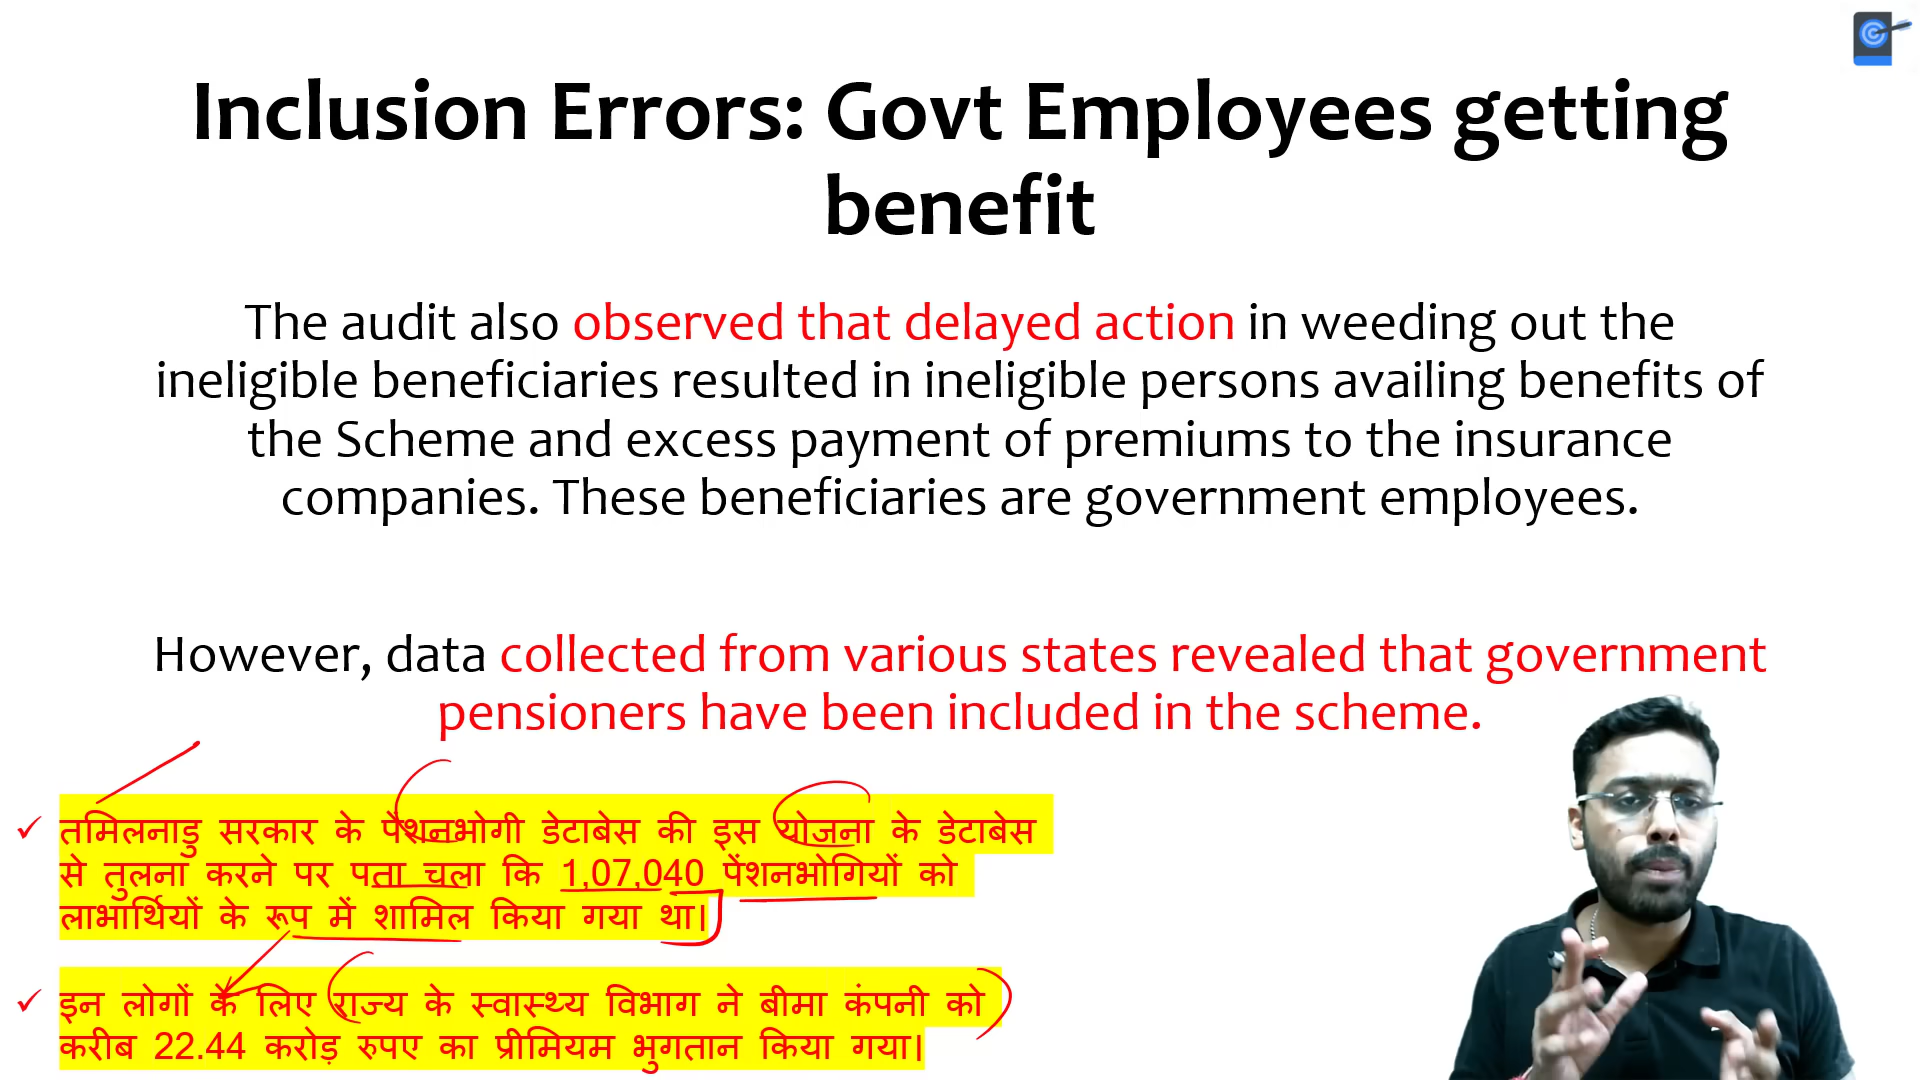 Inclusion Errors: Govt Employees getting
benefit
The audit also observed that delayed action in weeding out the
ineligible beneficiaries resulted in ineligible persons availing benefits of
the Scheme and excess payment of premiums to the insurance
companies. These beneficiaries are government employees.
However, data collected from various states revealed that government
pensioners have been included in the scheme.
✓ तमिलनाडु सरकार के पेंशनभोगी डेटाबेस की इस योजना के डेटाबेस
से तुलना करने पर पता चला कि 1,07,040 पेंशनभोगियों को
लाभार्थियों के रूप में शामिल किया गया था।
✓ इन लोगों के लिए राज्य के स्वास्थ्य विभाग ने बीमा कंपनी को
करीब 22.44 करोड़ रुपए का प्रीमियम भुगतान किया गया।